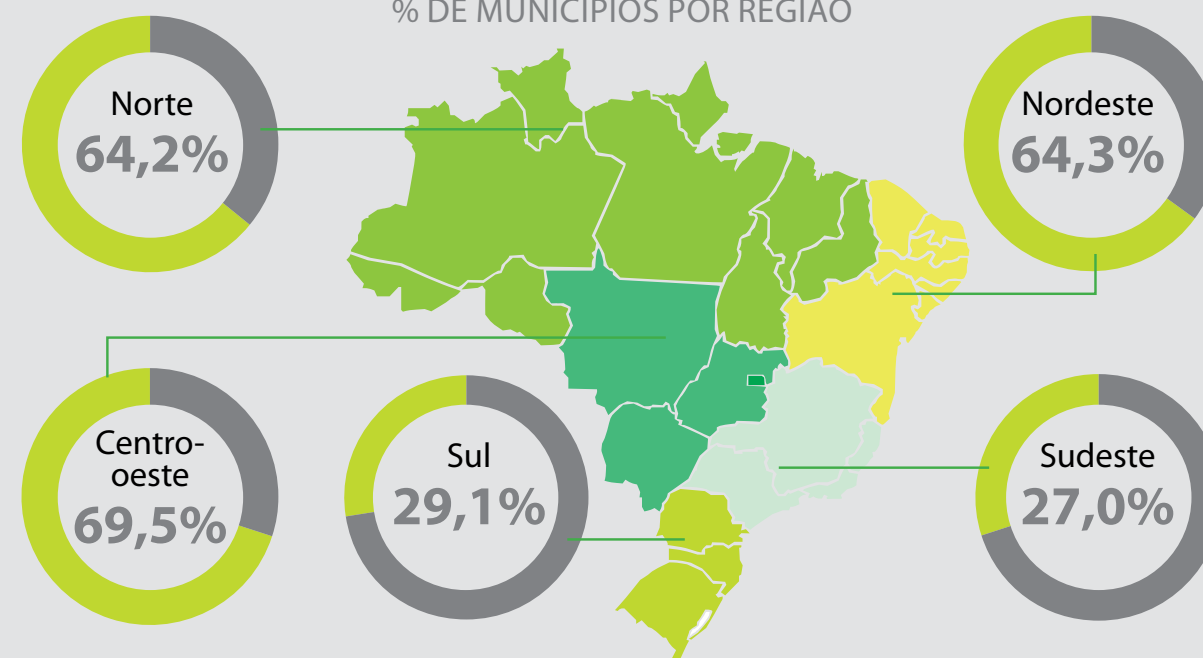 % DE MUNICÍPIOS POR REGIÃO
Norte
64,2%
Nordeste
64,3%
Centro-
oeste
69,5%
Sul
29,1%
Sudeste
27,0%